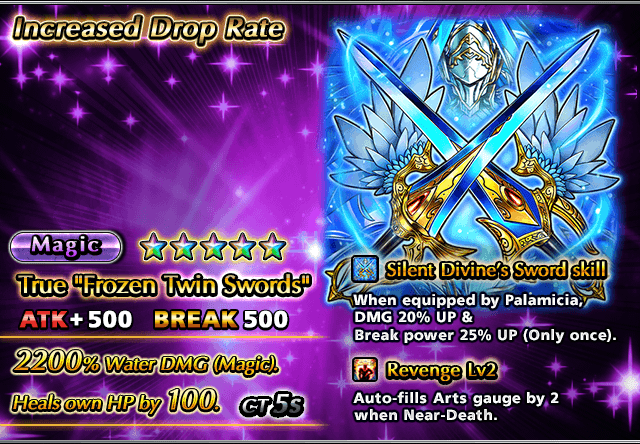 Increased Drop Rate
Magic
True "Frozen Twin Swords"
ATK+500 BREAK 500
2200% Water DMG (Magic).
Heals own HP by 100. CT 5s
Silent Divine's Sword skill
When equipped by Palamicia,
DMG 20% UP &
Break power 25% UP (Only once).
Revenge Lv2
Auto-fills Arts gauge by 2
when Near-Death.